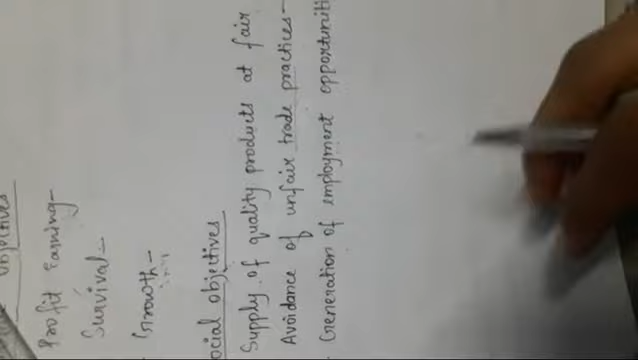 Objectives
Profit Earning-
Survival-
Growth-
ocial objectives
Supply of quality products at fair
Avoidance of unfair trade practices-
Generation of employment opportuniti